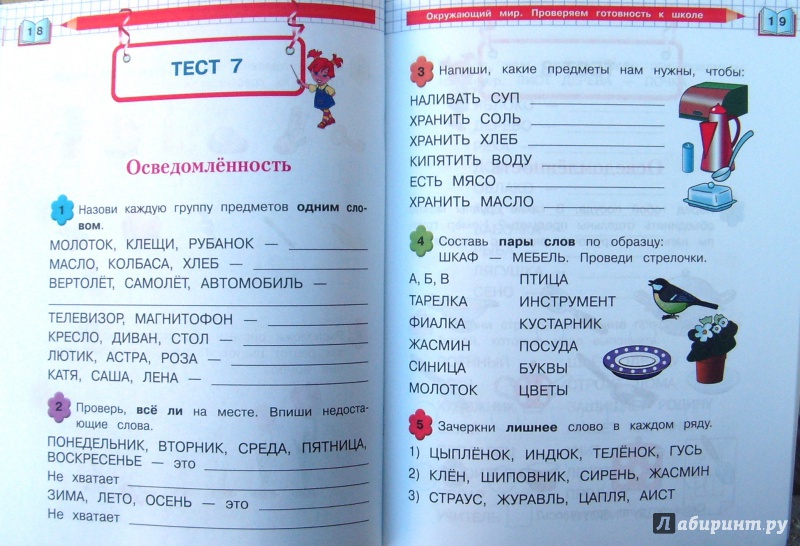 18
ТЕСТ 7
Осведомлённость
1 Назови каждую группу предметов одним сло-
вом.
МОЛОТОК, КЛЕЩИ, РУБАНОК —
МАСЛО, КОЛБАСА, ХЛЕБ —
ВЕРТОЛЁТ, САМОЛЁТ, АВТОМОБИЛЬ —
ТЕЛЕВИЗОР, МАГНИТОФОН —
КРЕСЛО, ДИВАН, СТОЛ —
ЛЮТИК, АСТРА, РОЗА —
КАТЯ, САША, ЛЕНА —
2 Проверь, всё ли на месте. Впиши недоста-
ющие слова.
ПОНЕДЕЛЬНИК, ВТОРНИК, СРЕДА, ПЯТНИЦА,
ВОСКРЕСЕНЬЕ — это
Не хватает
ЗИМА, ЛЕТО, ОСЕНЬ — это
Не хватает
Окружающий мир. Проверяем готовность к школе
19
3 Напиши, какие предметы нам нужны, чтобы:
НАЛИВАТЬ СУП
ХРАНИТЬ СОЛЬ
ХРАНИТЬ ХЛЕБ
КИПЯТИТЬ ВОДУ
ЕСТЬ МЯСО
ХРАНИТЬ МАСЛО
4 Составь пары слов по образцу:
ШКАФ — МЕБЕЛЬ. Проведи стрелочки.
А, Б, В ПТИЦА
ТАРЕЛКА ИНСТРУМЕНТ
ФИАЛКА КУСТАРНИК
ЖАСМИН ПОСУДА
СИНИЦА БУКВЫ
МОЛОТОК ЦВЕТЫ
5 Зачеркни лишнее слово в каждом ряду.
1) ЦЫПЛЁНОК, ИНДЮК, ТЕЛЁНОК, ГУСЬ
2) КЛЁН, ШИПОВНИК, СИРЕНЬ, ЖАСМИН
3) СТРАУС, ЖУРАВЛЬ, ЦАПЛЯ, АИСТ
Лабиринт.ру